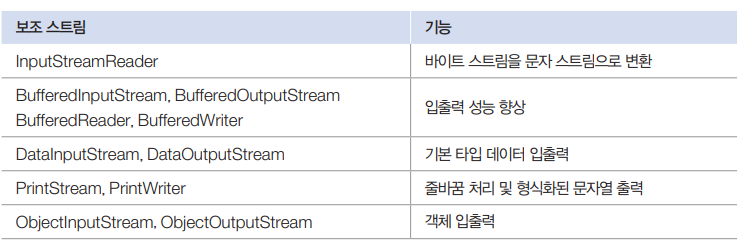 보조 스트림 기능
InputStreamReader 바이트 스트림을 문자 스트림으로 변환
BufferedInputStream, BufferedOutputStream
BufferedReader, BufferedWriter
입출력 성능 향상
DataInputStream, DataOutputStream 기본 타입 데이터 입출력
PrintStream, PrintWriter 줄바꿈 처리 및 형식화된 문자열 출력
ObjectInputStream, ObjectOutputStream 객체 입출력